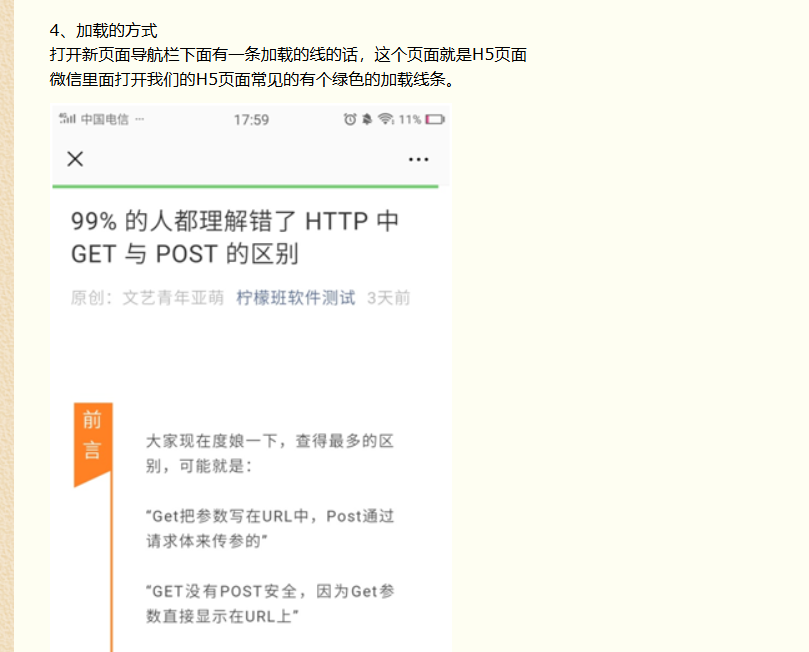 4、加载的方式
打开新页面导航栏下面有一条加载的线的话，这个页面就是H5页面
微信里面打开我们的H5页面常见的有个绿色的加载线条。
中国电信 ··· 17:59 11%
99% 的人都理解错了 HTTP 中
GET 与 POST 的区别
原创：文艺青年亚萌 柠檬班软件测试 3天前
前
言
大家现在度娘一下，查得最多的区
别，可能就是：
“Get把参数写在URL中，Post通过
请求体来传参的”
“GET没有POST安全，因为Get参
数直接显示在URL上”